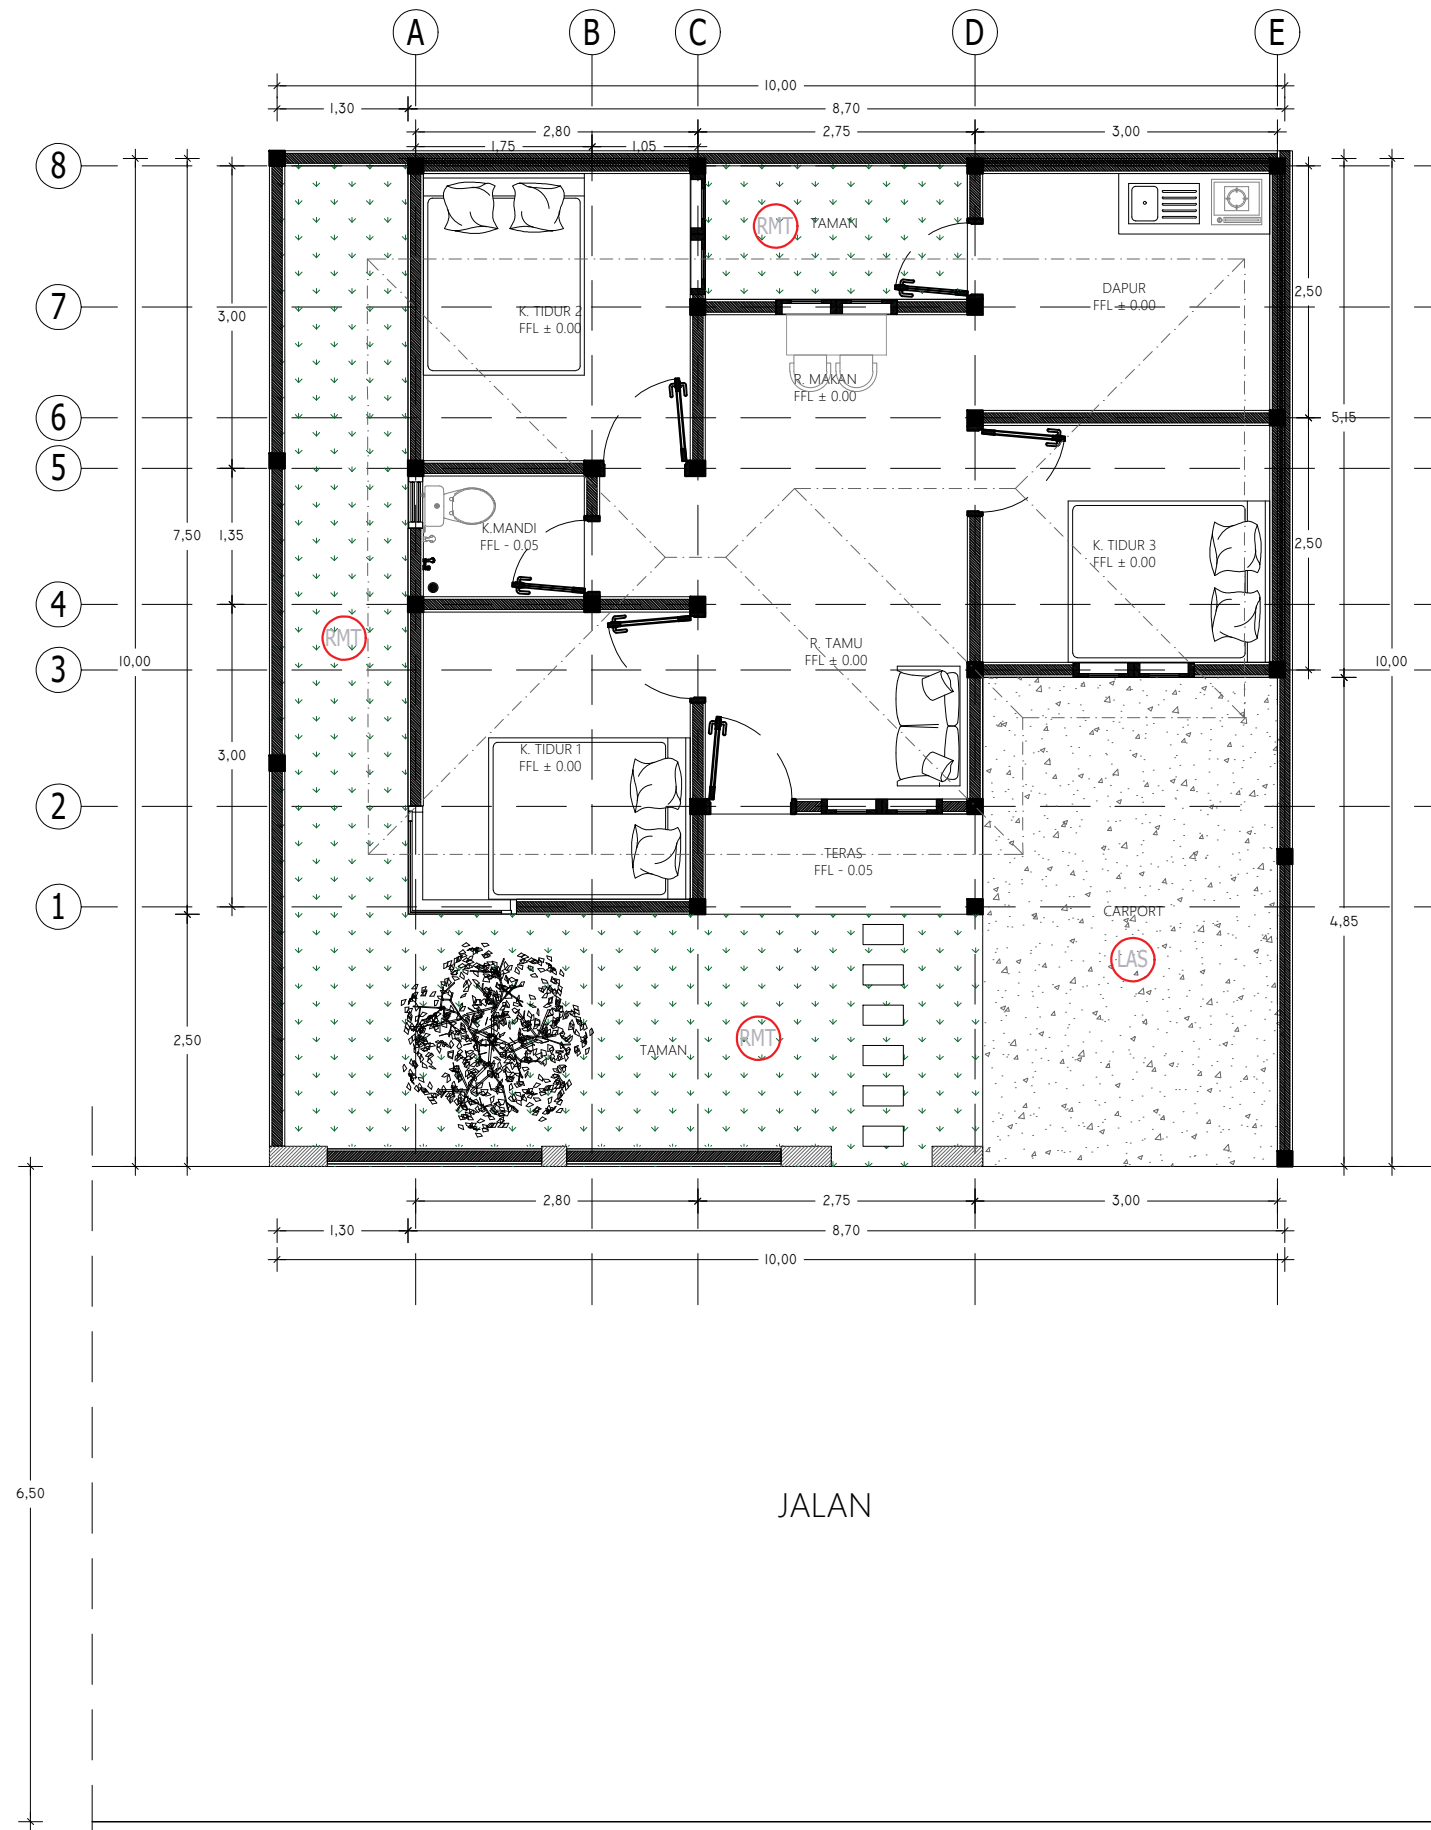 A B C D E
10,00
1,30 8,70
2,80 2,75 3,00
1,75 1,05
8
RMT TAMAN
7
DAPUR
FFL ± 0.00
2,50
K. TIDUR 2
FFL ± 0.00
3,00
R. MAKAN
FFL ± 0.00
6
5,15
5
7,50 1,35
K.MANDI
FFL - 0.05
K. TIDUR 3
FFL ± 0.00
2,50
4
RMT
R. TAMU
FFL ± 0.00
3
10,00 10,00
K. TIDUR 1
FFL ± 0.00
3,00
2
TERAS
FFL - 0.05
1
CARPORT
4,85
LAS
2,50
TAMAN
RMT
2,80 2,75 3,00
1,30 8,70
10,00
6,50
JALAN